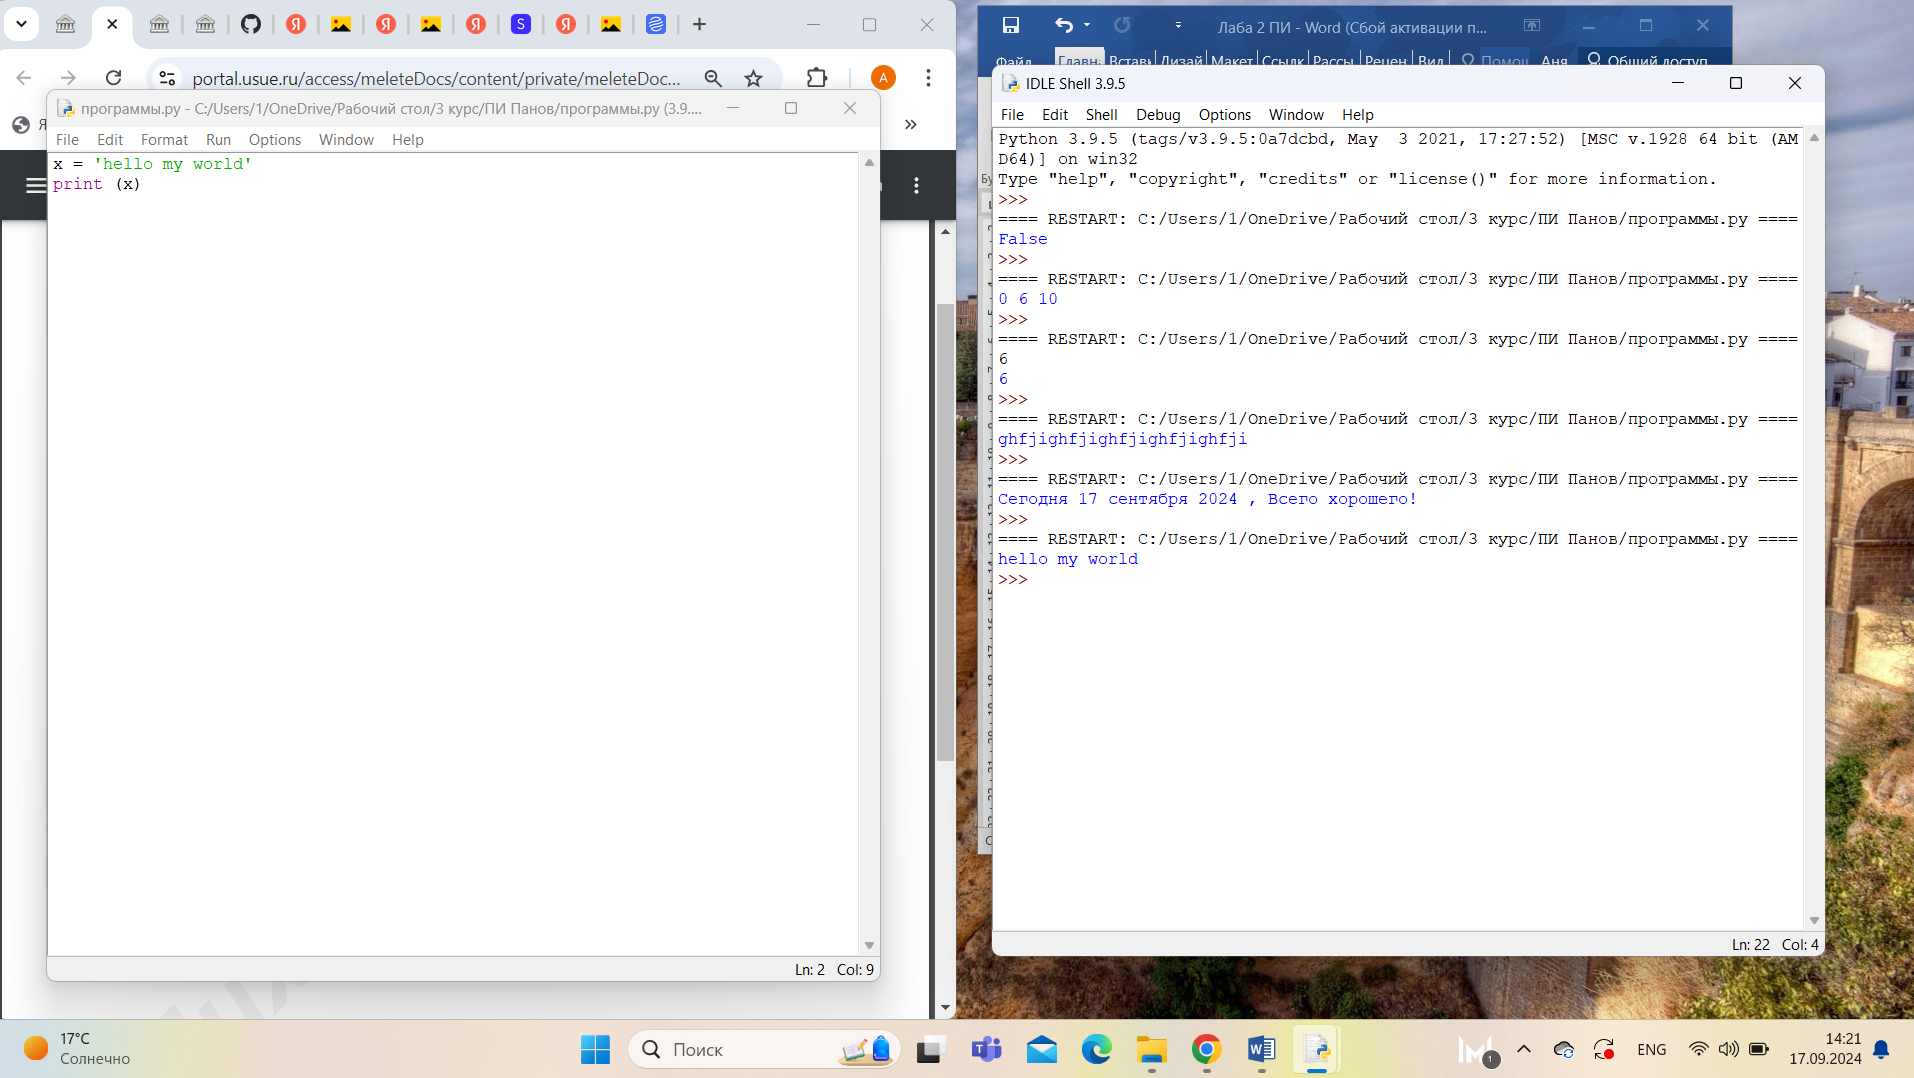 portal.usue.ru/access/meleteDocs/content/private/meleteDoc...
А
программы.py - C:/Users/1/OneDrive/Рабочий стол/3 курс/ПИ Панов/программы.py (3.9....
File Edit Format Run Options Window Help
x = 'hello my world'
print (x)
Ln: 2 Col: 9
Лаба 2 ПИ - Word (Сбой активации п...
Файл Главн Встав Дизай Макет Ссылк Рассы Рецен Вид Помощ Аня Общий доступ
IDLE Shell 3.9.5
File Edit Shell Debug Options Window Help
Python 3.9.5 (tags/v3.9.5:0a7dcbd, May  3 2021, 17:27:52) [MSC v.1928 64 bit (AM
D64)] on win32
Type "help", "copyright", "credits" or "license()" for more information.
>>>
==== RESTART: C:/Users/1/OneDrive/Рабочий стол/3 курс/ПИ Панов/программы.py ====
False
>>>
==== RESTART: C:/Users/1/OneDrive/Рабочий стол/3 курс/ПИ Панов/программы.py ====
0 6 10
>>>
==== RESTART: C:/Users/1/OneDrive/Рабочий стол/3 курс/ПИ Панов/программы.py ====
6
6
>>>
==== RESTART: C:/Users/1/OneDrive/Рабочий стол/3 курс/ПИ Панов/программы.py ====
ghfjighfjighfjighfjighfji
>>>
==== RESTART: C:/Users/1/OneDrive/Рабочий стол/3 курс/ПИ Панов/программы.py ====
Сегодня 17 сентября 2024 , Всего хорошего!
>>>
==== RESTART: C:/Users/1/OneDrive/Рабочий стол/3 курс/ПИ Панов/программы.py ====
hello my world
>>>
Ln: 22 Col: 4
17°C
Солнечно
Поиск
1
ENG
14:21
17.09.2024